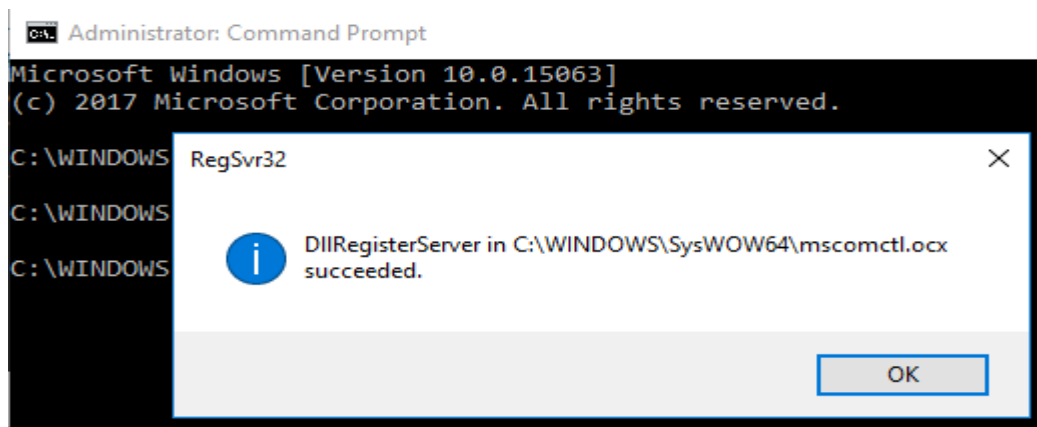 Administrator: Command Prompt
Microsoft Windows [Version 10.0.15063]
(c) 2017 Microsoft Corporation. All rights reserved.
C:\WINDOWS
RegSvr32
C:\WINDOWS
DllRegisterServer in C:\WINDOWS\SysWOW64\mscomctl.ocx
succeeded.
C:\WINDOWS
OK